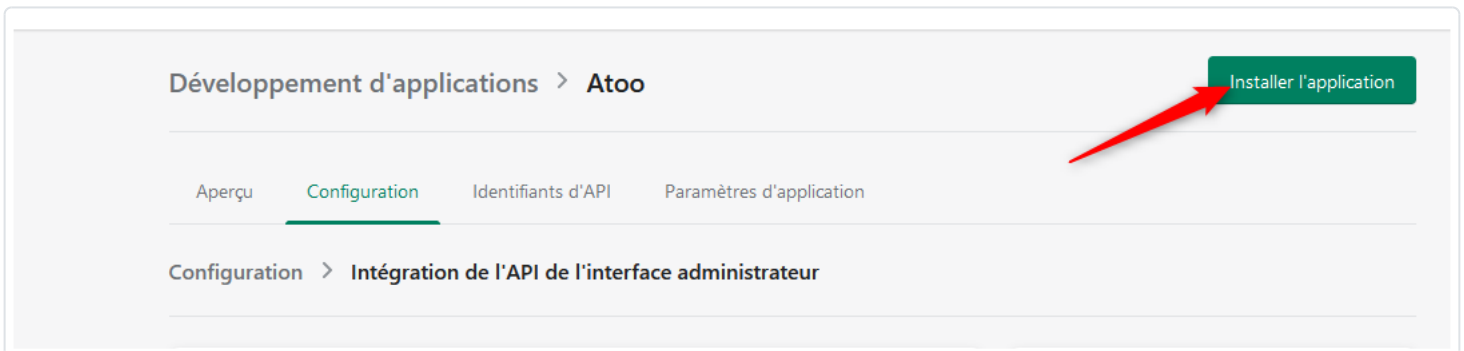 Développement d'applications > Atoo
Installer l'application
Aperçu Configuration Identifiants d'API Paramètres d'application
Configuration > Intégration de l'API de l'interface administrateur